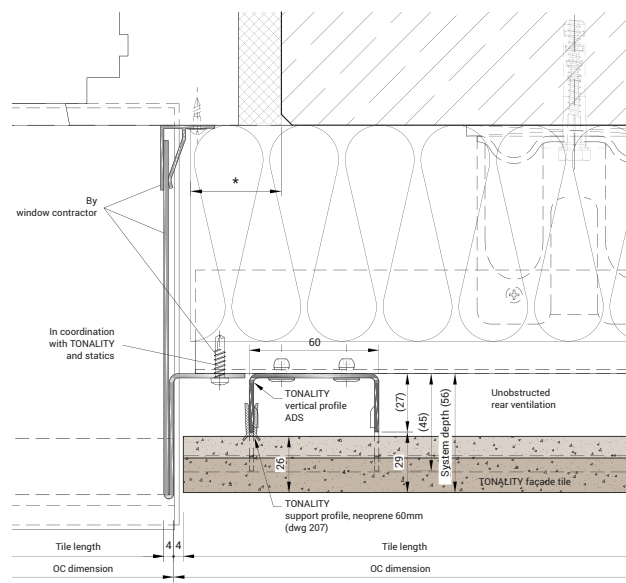 *
By
window contractor
In coordination
with TONALITY
and statics
60
TONALITY
vertical profile
ADS
(27)
(45)
System depth (56)
Unobstructed
rear ventilation
26
29
TONALITY façade tile
TONALITY
support profile, neoprene 60mm
(dwg 207)
Tile length
4
4
Tile length
OC dimension
OC dimension